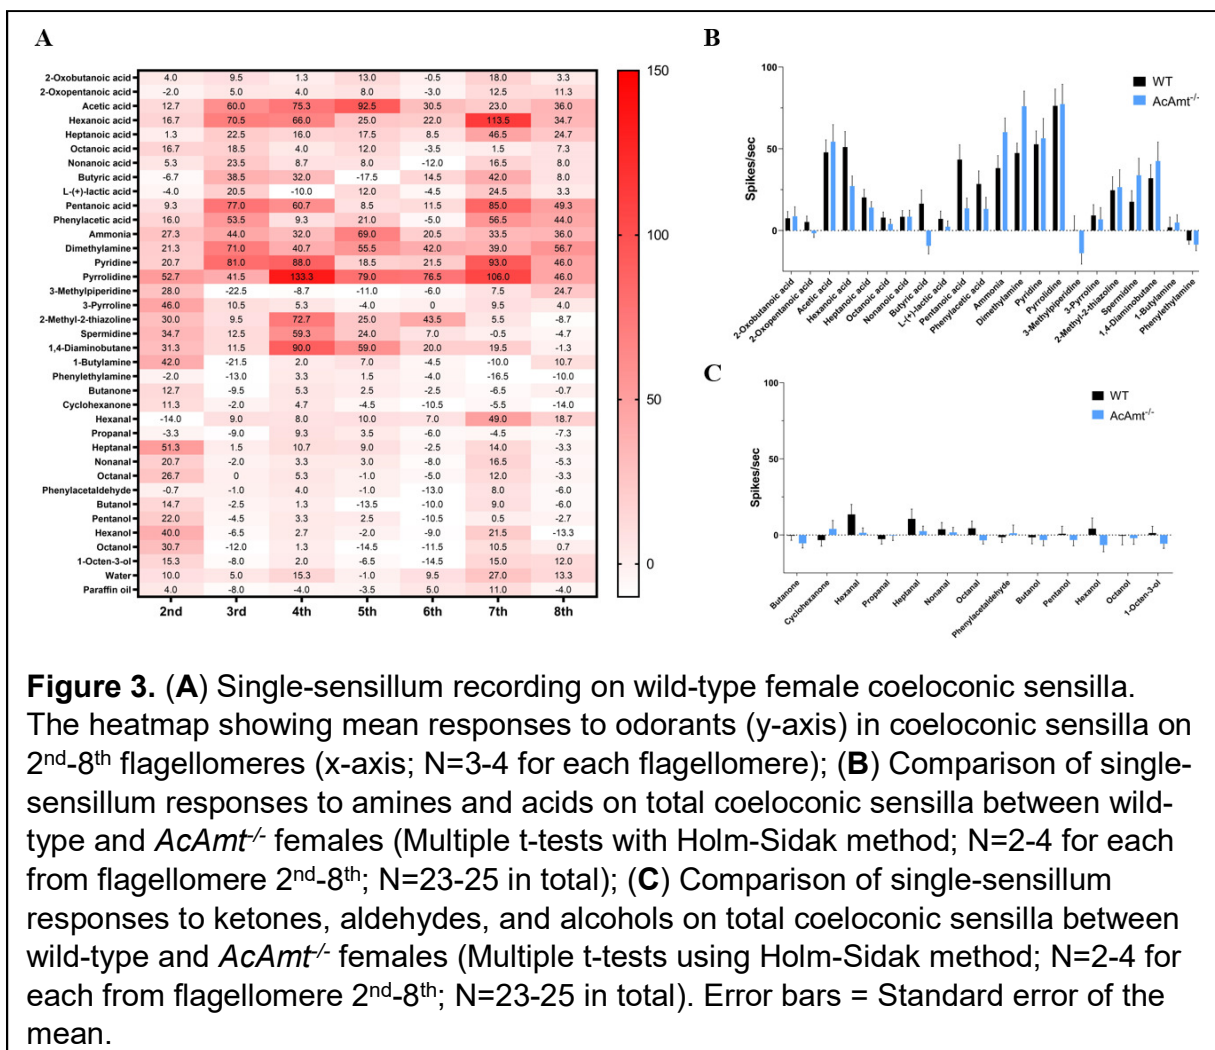 A
2-Oxobutanoic acid 4.0 9.5 1.3 13.0 -0.5 18.0 3.3
2-Oxopentanoic acid -2.0 5.0 4.0 8.0 -3.0 12.5 11.3
Acetic acid 12.7 60.0 75.3 92.5 30.5 23.0 36.0
Hexanoic acid 16.7 70.5 66.0 25.0 22.0 113.5 34.7
Heptanoic acid 1.3 22.5 16.0 17.5 8.5 46.5 24.7
Octanoic acid 16.7 18.5 4.0 12.0 -3.5 1.5 7.3
Nonanoic acid 5.3 23.5 8.7 8.0 -12.0 16.5 8.0
Butyric acid -6.7 38.5 32.0 -17.5 14.5 42.0 8.0
L-(+)-lactic acid -4.0 20.5 -10.0 12.0 -4.5 24.5 3.3
Pentanoic acid 9.3 77.0 60.7 8.5 11.5 85.0 49.3
Phenylacetic acid 16.0 53.5 9.3 21.0 -5.0 56.5 44.0
Ammonia 27.3 44.0 32.0 69.0 20.5 33.5 36.0
Dimethylamine 21.3 71.0 40.7 55.5 42.0 39.0 56.7
Pyridine 20.7 81.0 88.0 18.5 21.5 93.0 46.0
Pyrrolidine 52.7 41.5 133.3 79.0 76.5 106.0 46.0
3-Methylpiperidine 28.0 -22.5 -8.7 -11.0 -6.0 7.5 24.7
3-Pyrroline 46.0 10.5 5.3 -4.0 0 9.5 4.0
2-Methyl-2-thiazoline 30.0 9.5 72.7 25.0 43.5 5.5 -8.7
Spermidine 34.7 12.5 59.3 24.0 7.0 -0.5 -4.7
1,4-Diaminobutane 31.3 11.5 90.0 59.0 20.0 19.5 -1.3
1-Butylamine 42.0 -21.5 2.0 7.0 -4.5 -10.0 10.7
Phenylethylamine -2.0 -13.0 3.3 1.5 -4.0 -16.5 -10.0
Butanone 12.7 -9.5 5.3 2.5 -2.5 -6.5 -0.7
Cyclohexanone 11.3 -2.0 4.7 -4.5 -10.5 -5.5 -14.0
Hexanal -14.0 9.0 8.0 10.0 7.0 49.0 18.7
Propanal -3.3 -9.0 9.3 3.5 -6.0 -4.5 -7.3
Heptanal 51.3 1.5 10.7 9.0 -2.5 14.0 -3.3
Nonanal 20.7 -2.0 3.3 3.0 -8.0 16.5 -5.3
Octanal 26.7 0 5.3 -1.0 -5.0 12.0 -3.3
Phenylacetaldehyde -0.7 -1.0 4.0 -1.0 -13.0 8.0 -6.0
Butanol 14.7 -2.5 1.3 -13.5 -10.0 9.0 -6.0
Pentanol 22.0 -4.5 3.3 2.5 -10.5 0.5 -2.7
Hexanol 40.0 -6.5 2.7 -2.0 -9.0 21.5 -13.3
Octanol 30.7 -12.0 1.3 -14.5 -11.5 10.5 0.7
1-Octen-3-ol 15.3 -8.0 2.0 -6.5 -14.5 15.0 12.0
Water 10.0 5.0 15.3 -1.0 9.5 27.0 13.3
Paraffin oil 4.0 -8.0 -4.0 -3.5 5.0 11.0 -4.0
2nd 3rd 4th 5th 6th 7th 8th
150
100
50
0
B
100
50
0
Spikes/sec
WT
AcAmt-/-
2-Oxobutanoic acid
2-Oxopentanoic acid
Acetic acid
Hexanoic acid
Heptanoic acid
Octanoic acid
Nonanoic acid
Butyric acid
L-(+)-lactic acid
Pentanoic acid
Phenylacetic acid
Ammonia
Dimethylamine
Pyridine
Pyrrolidine
3-Methylpiperidine
3-Pyrroline
2-Methyl-2-thiazoline
Spermidine
1,4-Diaminobutane
1-Butylamine
Phenylethylamine
C
100
50
0
Spikes/sec
WT
AcAmt-/-
Butanone
Cyclohexanone
Hexanal
Propanal
Heptanal
Nonanal
Octanal
Phenylacetaldehyde
Butanol
Pentanol
Hexanol
Octanol
1-Octen-3-ol
Figure 3. (A) Single-sensillum recording on wild-type female coeloconic sensilla.
The heatmap showing mean responses to odorants (y-axis) in coeloconic sensilla on
2nd-8th flagellomeres (x-axis; N=3-4 for each flagellomere); (B) Comparison of single-
sensillum responses to amines and acids on total coeloconic sensilla between wild-
type and AcAmt-/- females (Multiple t-tests with Holm-Sidak method; N=2-4 for each
from flagellomere 2nd-8th; N=23-25 in total); (C) Comparison of single-sensillum
responses to ketones, aldehydes, and alcohols on total coeloconic sensilla between
wild-type and AcAmt-/- females (Multiple t-tests using Holm-Sidak method; N=2-4 for
each from flagellomere 2nd-8th; N=23-25 in total). Error bars = Standard error of the
mean.